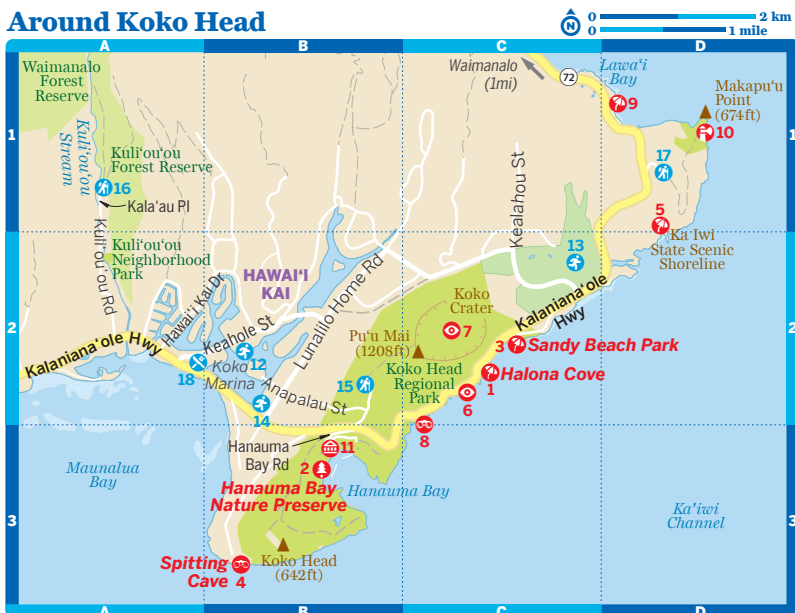 Around Koko Head
N
0 2 km
0 1 mile
A B C D
1 1
Waimanalo
Forest
Reserve
Waimanalo
(1mi)
72
Lawa‘i
Bay
9
Makapu‘u
Point
(674ft)
10
Kuli‘ou‘ou
Stream
Kuli‘ou‘ou
Forest Reserve
16
Kala‘au Pl
17
5
Ka Iwi
State Scenic
Shoreline
Kealahou St
Kuli‘ou‘ou Rd
Kuli‘ou‘ou
Neighborhood
Park
13
2 2
HAWAI‘I
KAI
Hawai‘i Kai Dr
Keahole St
Lunalilo Home Rd
Koko
Crater
7
Kalaniana‘ole
Hwy
Kalaniana‘ole Hwy
Pu‘u Mai
(1208ft)
3 Sandy Beach Park
18
12
Koko
Marina
Koko Head
Regional
Park
Halona Cove
1
15
6
Anapalau St
14
8
Hanauma
Bay Rd
11
2
Hanauma Bay
Nature Preserve
Hanauma Bay
Maunalua
Bay
Ka'iwi
Channel
3 3
Spitting
Cave
4
Koko Head
(642ft)
A B C D